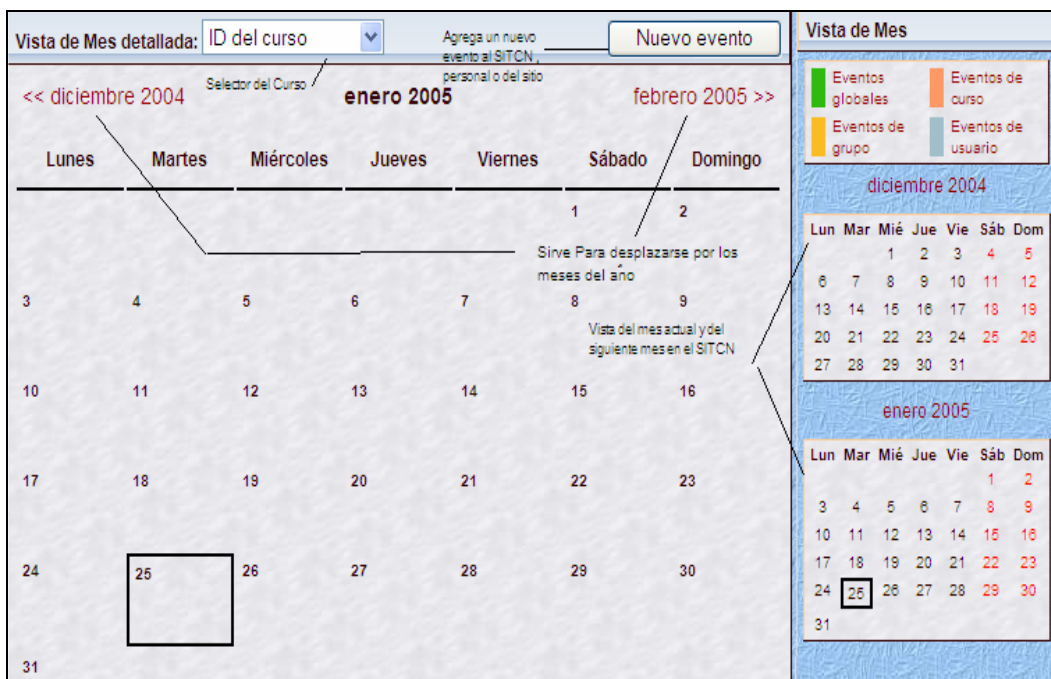 Vista de Mes detallada: ID del curso
Agrega un nuevo
evento al SITCN ,
personal o del sitio
Nuevo evento
Selector del Curso
<< diciembre 2004 enero 2005 febrero 2005 >>
Lunes Martes Miércoles Jueves Viernes Sábado Domingo
1 2
Sirve Para desplazarse por los
meses del año
3 4 5 6 7 8 9
Vista del mes actual y del
siguiente mes en el SITCN
10 11 12 13 14 15 16
17 18 19 20 21 22 23
24 25 26 27 28 29 30
31
Vista de Mes
Eventos
globales
Eventos de
curso
Eventos de
grupo
Eventos de
usuario
diciembre 2004
Lun Mar Mié Jue Vie Sáb Dom
1 2 3 4 5
6 7 8 9 10 11 12
13 14 15 16 17 18 19
20 21 22 23 24 25 26
27 28 29 30 31
enero 2005
Lun Mar Mié Jue Vie Sáb Dom
1 2
3 4 5 6 7 8 9
10 11 12 13 14 15 16
17 18 19 20 21 22 23
24 25 26 27 28 29 30
31